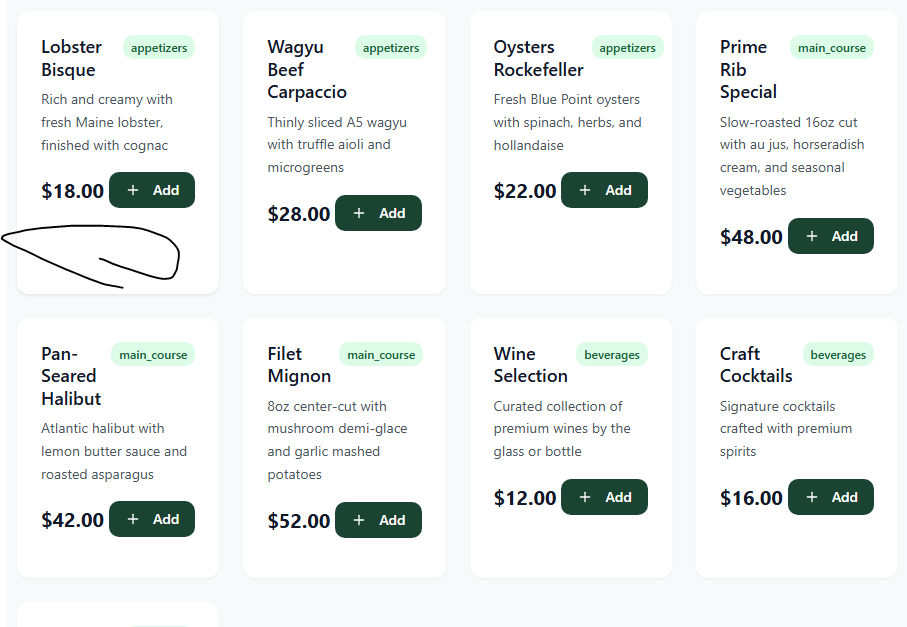 Lobster Bisque
appetizers
Rich and creamy with
fresh Maine lobster,
finished with cognac
$18.00 + Add
Wagyu Beef Carpaccio
appetizers
Thinly sliced A5 wagyu
with truffle aioli and
microgreens
$28.00 + Add
Oysters Rockefeller
appetizers
Fresh Blue Point oysters
with spinach, herbs, and
hollandaise
$22.00 + Add
Prime Rib Special
main_course
Slow-roasted 16oz cut
with au jus, horseradish
cream, and seasonal
vegetables
$48.00 + Add
Pan-Seared Halibut
main_course
Atlantic halibut with
lemon butter sauce and
roasted asparagus
$42.00 + Add
Filet Mignon
main_course
8oz center-cut with
mushroom demi-glace
and garlic mashed
potatoes
$52.00 + Add
Wine Selection
beverages
Curated collection of
premium wines by the
glass or bottle
$12.00 + Add
Craft Cocktails
beverages
Signature cocktails
crafted with premium
spirits
$16.00 + Add